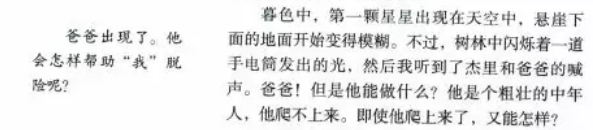 爸爸出现了。他
会怎样帮助“我”脱
险呢？
暮色中，第一颗星星出现在天空中，悬崖下
面的地面开始变得模糊。不过，树林中闪烁着一道
手电筒发出的光，然后我听到了杰里和爸爸的喊
声。爸爸！但是他能做什么？他是个粗壮的中年
人，他爬不上来。即使他爬上来了，又能怎样？